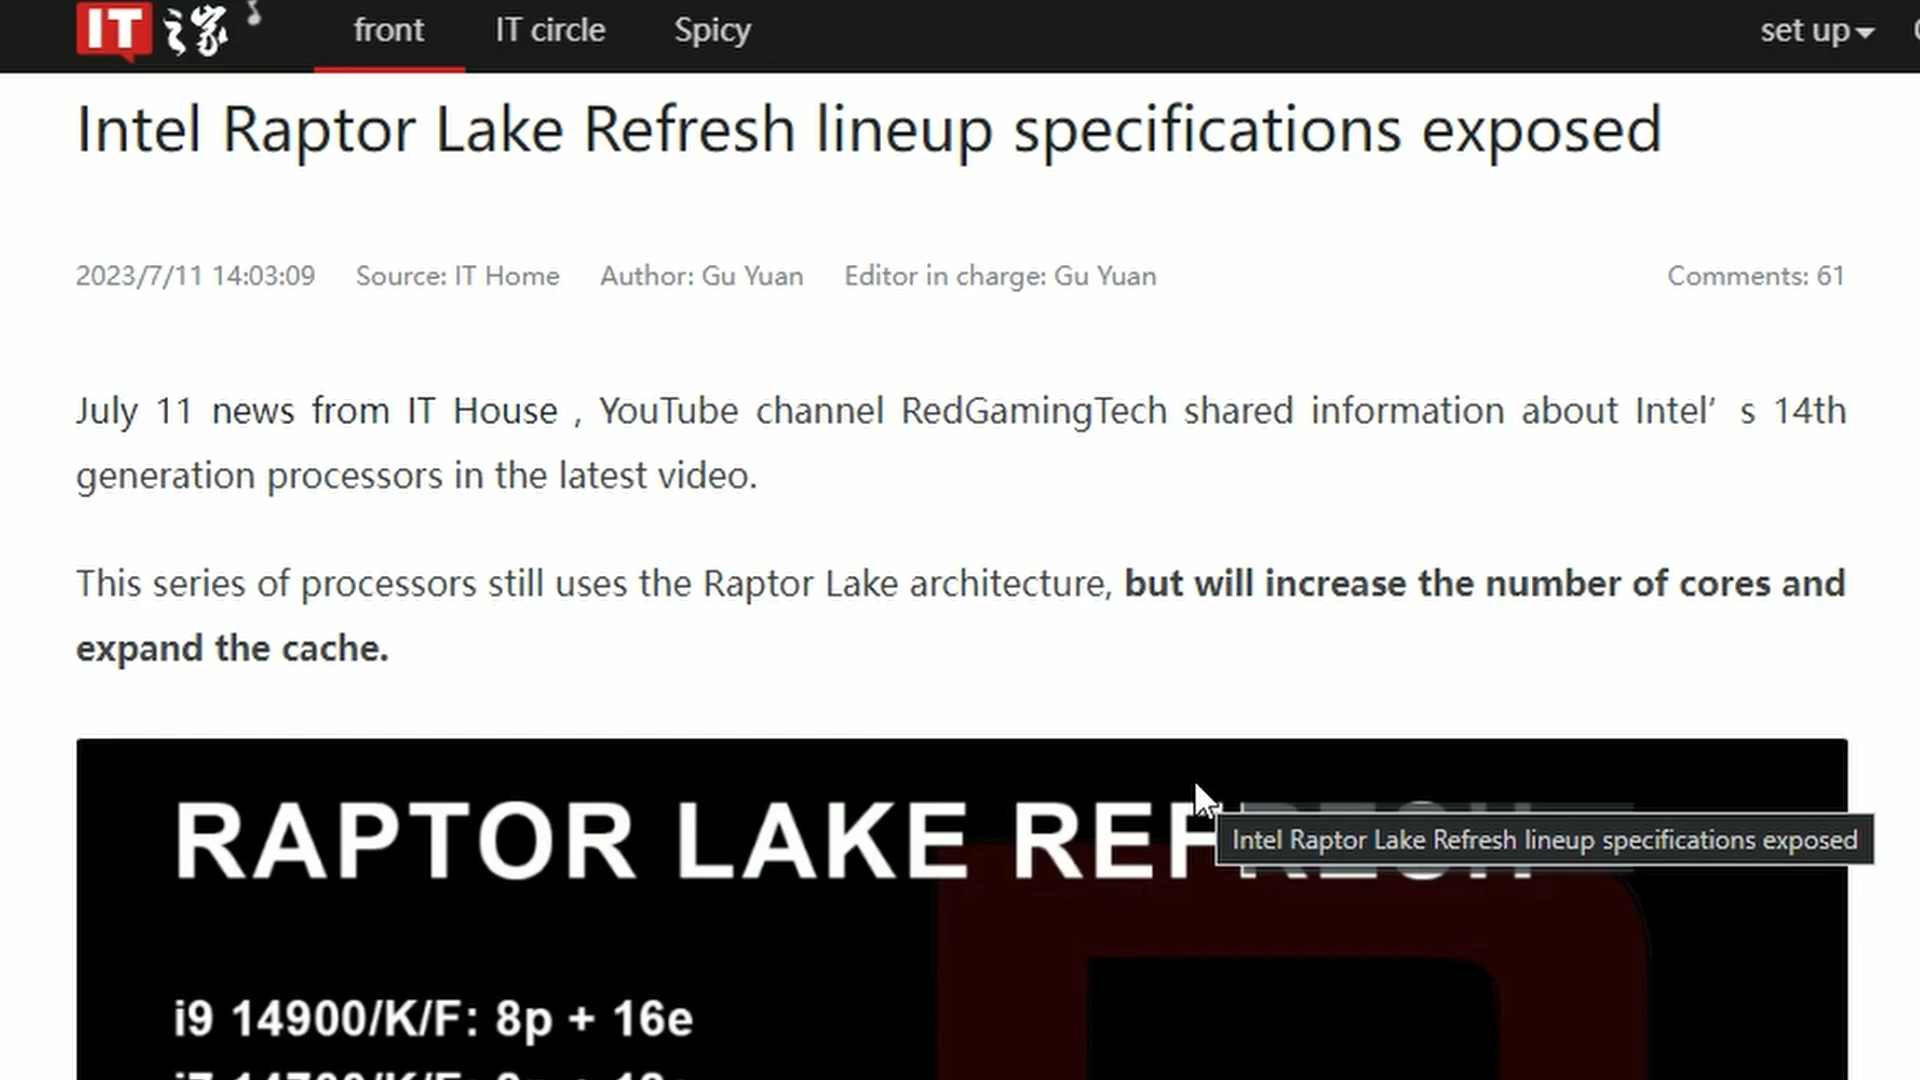 IT
front IT circle Spicy set up
Intel Raptor Lake Refresh lineup specifications exposed
2023/7/11 14:03:09 Source: IT Home Author: Gu Yuan Editor in charge: Gu Yuan Comments: 61
July 11 news from IT House , YouTube channel RedGamingTech shared information about Intel’ s 14th
generation processors in the latest video.
This series of processors still uses the Raptor Lake architecture, but will increase the number of cores and
expand the cache.
RAPTOR LAKE REFRESH
Intel Raptor Lake Refresh lineup specifications exposed
i9 14900/K/F: 8p + 16e